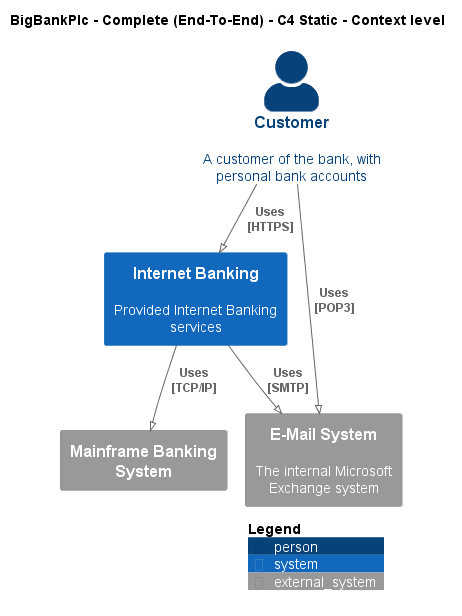 BigBankPlc - Complete (End-To-End) - C4 Static - Context level
Customer
A customer of the bank, with
personal bank accounts
Uses
[HTTPS]
Uses
[POP3]
Internet Banking
Provided Internet Banking
services
Uses
[TCP/IP]
Uses
[SMTP]
Mainframe Banking
System
E-Mail System
The internal Microsoft
Exchange system
Legend
person
system
external_system